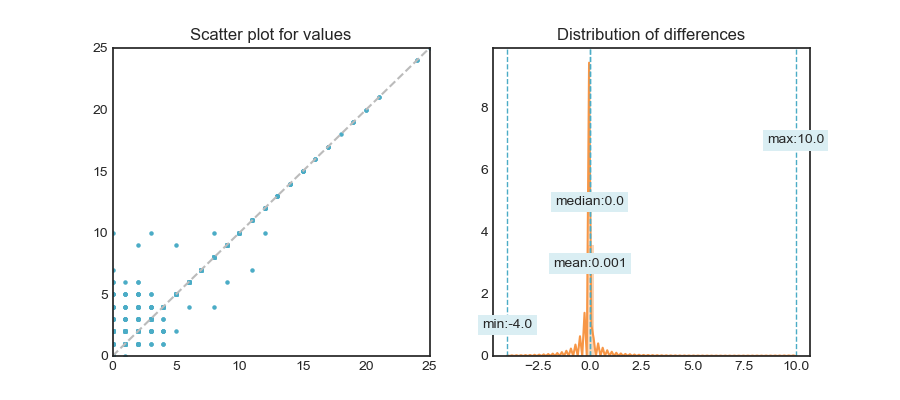 Scatter plot for values
25
20
15
10
5
0
0 5 10 15 20 25
Distribution of differences
8
6
4
2
0
max:10.0
median:0.0
mean:0.001
min:-4.0
−2.5 0.0 2.5 5.0 7.5 10.0